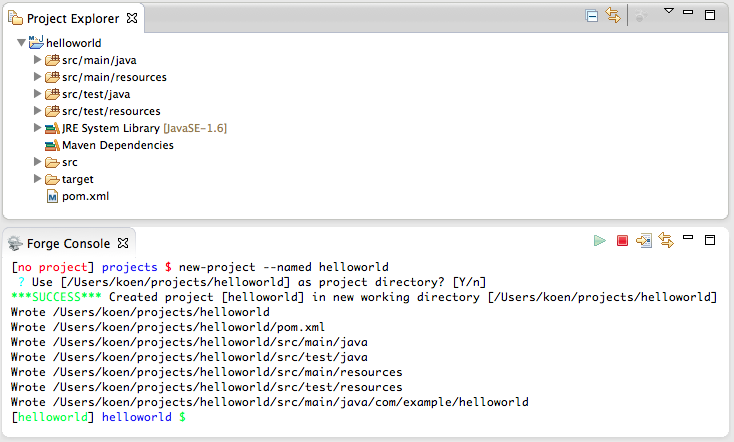 Project Explorer
helloworld
src/main/java
src/main/resources
src/test/java
src/test/resources
JRE System Library [JavaSE-1.6]
Maven Dependencies
src
target
pom.xml
Forge Console
[no project] projects $ new-project --named helloworld
? Use [/Users/koen/projects/helloworld] as project directory? [Y/n]
***SUCCESS*** Created project [helloworld] in new working directory [/Users/koen/projects/helloworld]
Wrote /Users/koen/projects/helloworld
Wrote /Users/koen/projects/helloworld/pom.xml
Wrote /Users/koen/projects/helloworld/src/main/java
Wrote /Users/koen/projects/helloworld/src/test/java
Wrote /Users/koen/projects/helloworld/src/main/resources
Wrote /Users/koen/projects/helloworld/src/test/resources
Wrote /Users/koen/projects/helloworld/src/main/java/com/example/helloworld
[helloworld] helloworld $